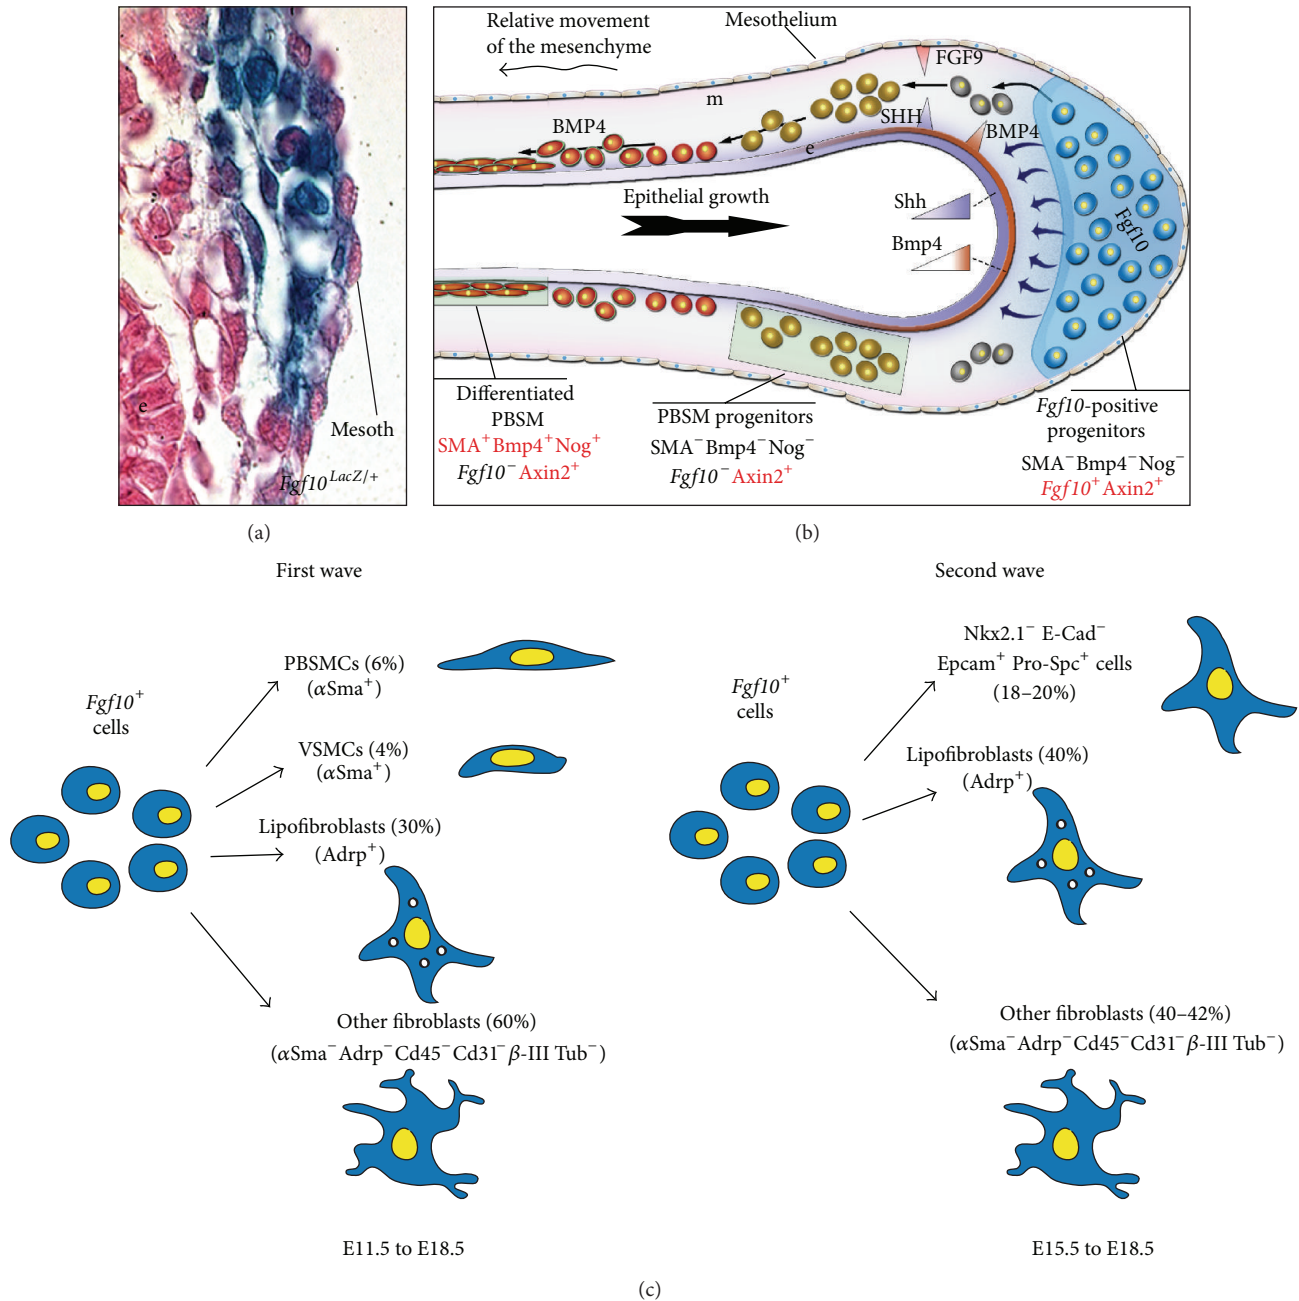 e
Mesoth
Fgf10 LacZ/+
(a)
Relative movement
of the mesenchyme
Mesothelium
FGF9
m
SHH
BMP4
BMP4
e
Epithelial growth
Shh
Bmp4
Fgf10
Differentiated
PBSM
SMA⁺Bmp4⁺Nog⁺
Fgf10⁻ Axin2⁺
PBSM progenitors
SMA⁻Bmp4⁻Nog⁻
Fgf10⁻ Axin2⁺
Fgf10-positive
progenitors
SMA⁻Bmp4⁻Nog⁻
Fgf10⁺Axin2⁺
(b)
First wave
Fgf10⁺
cells
PBSMCs (6%)
(αSma⁺)
VSMCs (4%)
(αSma⁺)
Lipofibroblasts (30%)
(Adrp⁺)
Other fibroblasts (60%)
(αSma⁻Adrp⁻Cd45⁻Cd31⁻β-III Tub⁻)
E11.5 to E18.5
Second wave
Fgf10⁺
cells
Nkx2.1⁻ E-Cad⁻
Epcam⁺ Pro-Spc⁺ cells
(18–20%)
Lipofibroblasts (40%)
(Adrp⁺)
Other fibroblasts (40–42%)
(αSma⁻Adrp⁻Cd45⁻Cd31⁻β-III Tub⁻)
E15.5 to E18.5
(c)